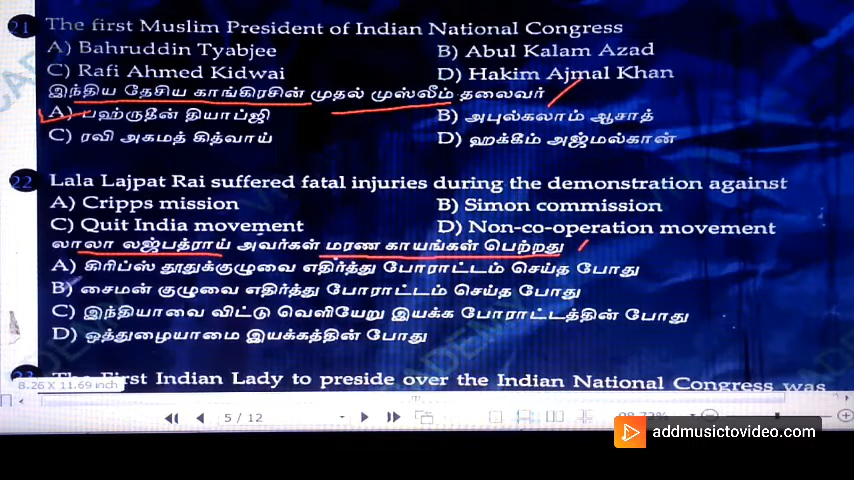 21 The first Muslim President of Indian National Congress
A) Bahruddin Tyabjee B) Abul Kalam Azad
C) Rafi Ahmed Kidwai D) Hakim Ajmal Khan
இந்திய தேசிய காங்கிரசின் முதல் முஸ்லீம் தலைவர்
A) பஹ்ருதீன் தியாப்ஜி B) அபுல்கலாம் ஆசாத்
C) ரவி அகமத் கித்வாய் D) ஹக்கீம் அஜ்மல்கான்
22 Lala Lajpat Rai suffered fatal injuries during the demonstration against
A) Cripps mission B) Simon commission
C) Quit India movement D) Non-co-operation movement
லாலா லஜ்பத்ராய் அவர்கள் மரண காயங்கள் பெற்றது
A) கிரிப்ஸ் தூதுக்குழுவை எதிர்த்து போராட்டம் செய்த போது
B) சைமன் குழுவை எதிர்த்து போராட்டம் செய்த போது
C) இந்தியாவை விட்டு வெளியேறு இயக்க போராட்டத்தின் போது
D) ஒத்துழையாமை இயக்கத்தின் போது
23 The First Indian Lady to preside over the Indian National Congress was
8.26 X 11.69 inch
5 / 12 98.73%
addmusictovideo.com